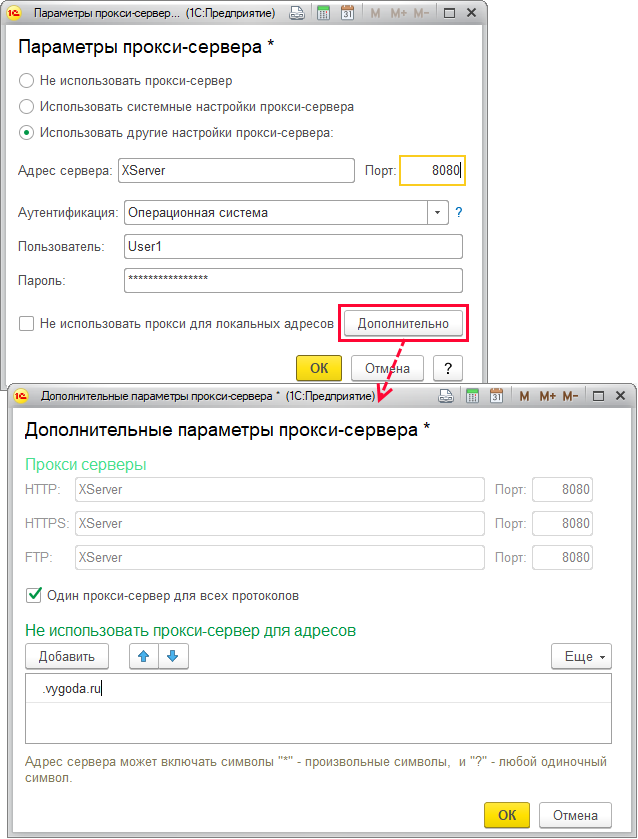 Параметры прокси-сервер... (1С:Предприятие)
M M+ M-
Параметры прокси-сервера *
Не использовать прокси-сервер
Использовать системные настройки прокси-сервера
Использовать другие настройки прокси-сервера:
Адрес сервера: XServer Порт: 8080
Аутентификация: Операционная система ?
Пользователь: User1
Пароль: ****************
Не использовать прокси для локальных адресов Дополнительно
ОК Отмена ?
Дополнительные параметры прокси-сервера * (1С:Предприятие)
M M+ M-
Дополнительные параметры прокси-сервера *
Прокси серверы
HTTP: XServer Порт: 8080
HTTPS: XServer Порт: 8080
FTP: XServer Порт: 8080
Один прокси-сервер для всех протоколов
Не использовать прокси-сервер для адресов
Добавить Еще
.vygoda.ru
Адрес сервера может включать символы "*" - произвольные символы, и "?" - любой одиночный
символ.
ОК Отмена